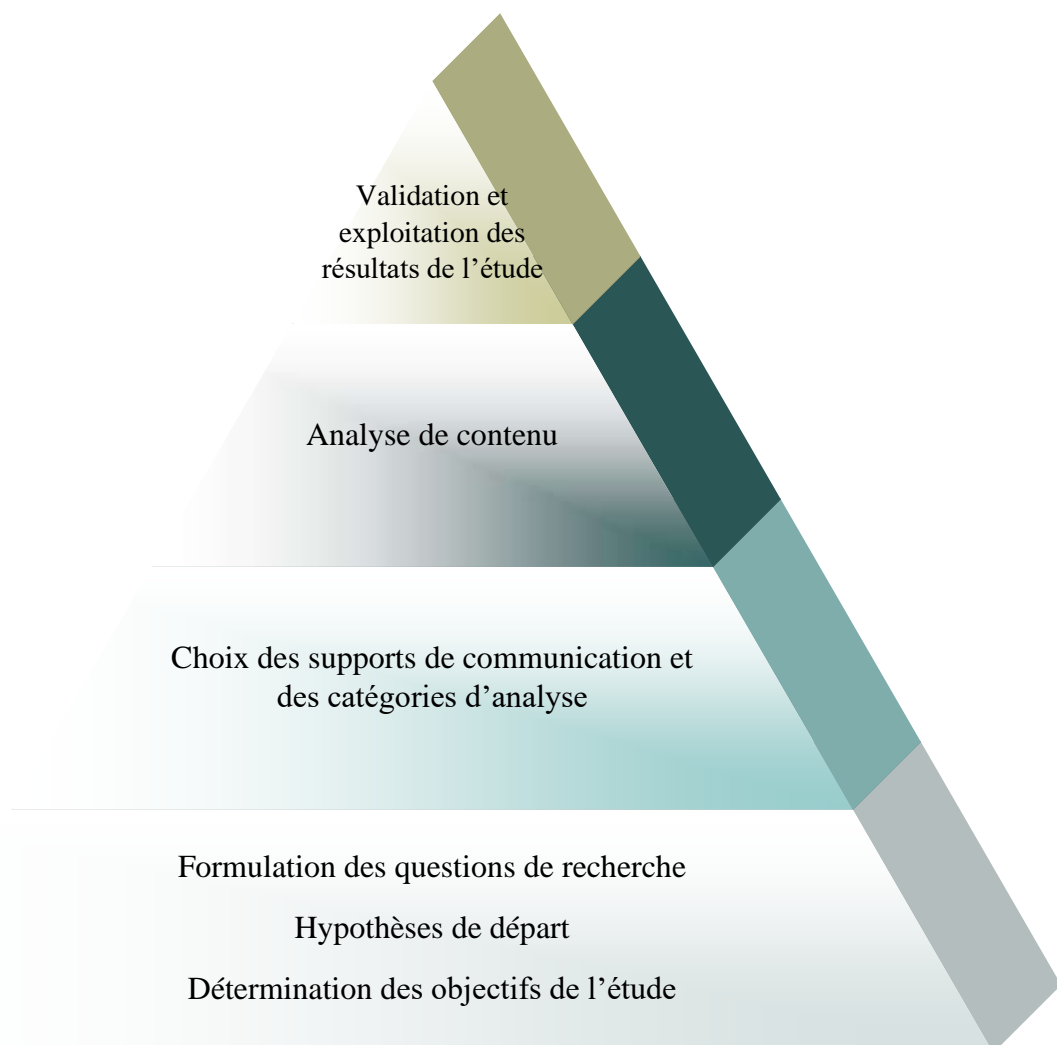 Validation et
exploitation des
résultats de l’étude
Analyse de contenu
Choix des supports de communication et
des catégories d’analyse
Formulation des questions de recherche
Hypothèses de départ
Détermination des objectifs de l’étude